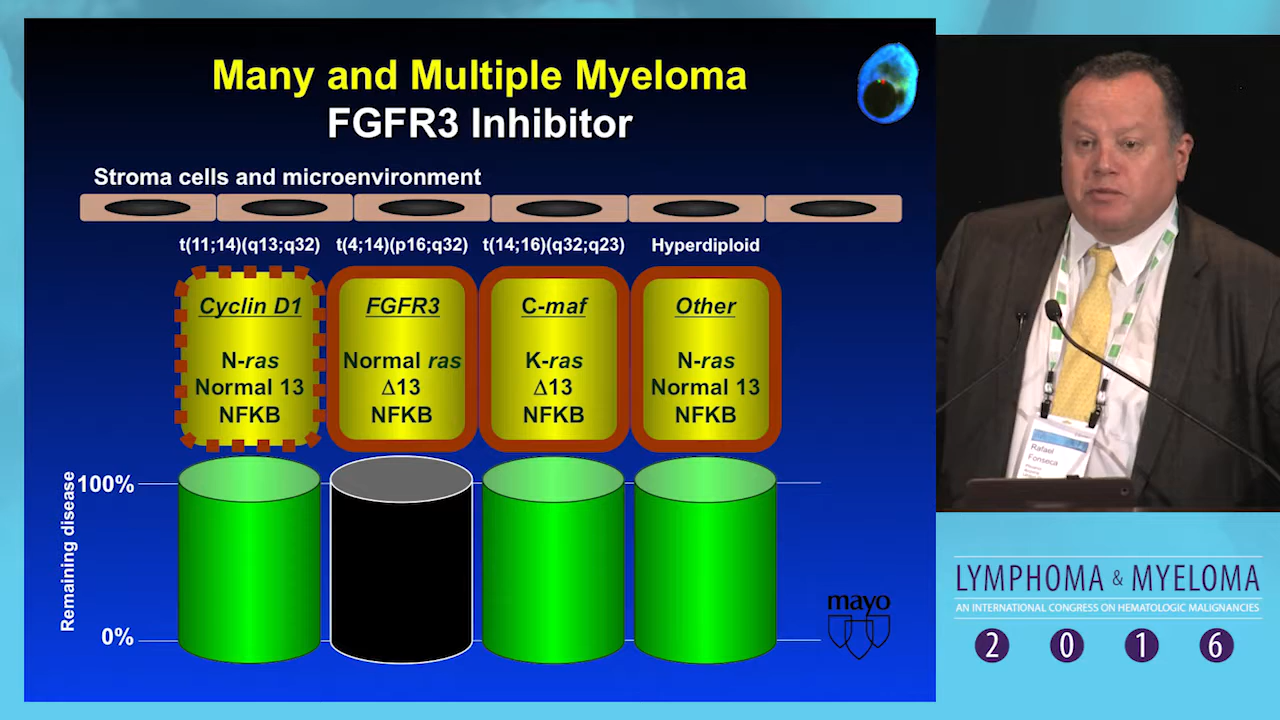 Many and Multiple Myeloma
FGFR3 Inhibitor
Stroma cells and microenvironment
t(11;14)(q13;q32)
t(4;14)(p16;q32)
t(14;16)(q32;q23)
Hyperdiploid
Cyclin D1
N-ras
Normal 13
NFKB
FGFR3
Normal ras
Δ13
NFKB
C-maf
K-ras
Δ13
NFKB
Other
N-ras
Normal 13
NFKB
Remaining disease
100%
0%
mayo
Rafael
Fonseca
LYMPHOMA & MYELOMA
AN INTERNATIONAL CONGRESS ON HEMATOLOGIC MALIGNANCIES
2 0 1 6